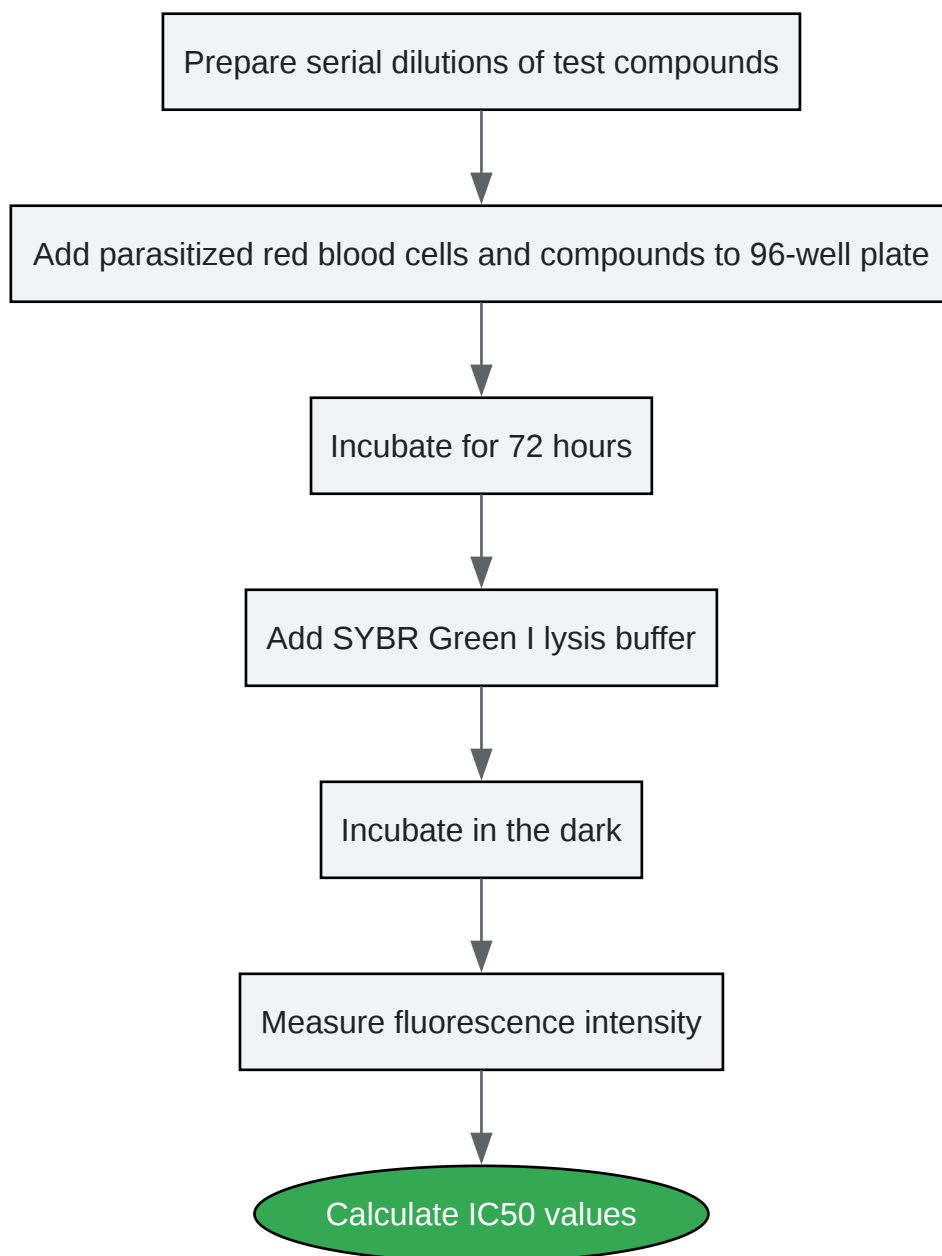 Prepare serial dilutions of test compounds
Add parasitized red blood cells and compounds to 96-well plate
Incubate for 72 hours
Add SYBR Green I lysis buffer
Incubate in the dark
Measure fluorescence intensity
Calculate IC50 values